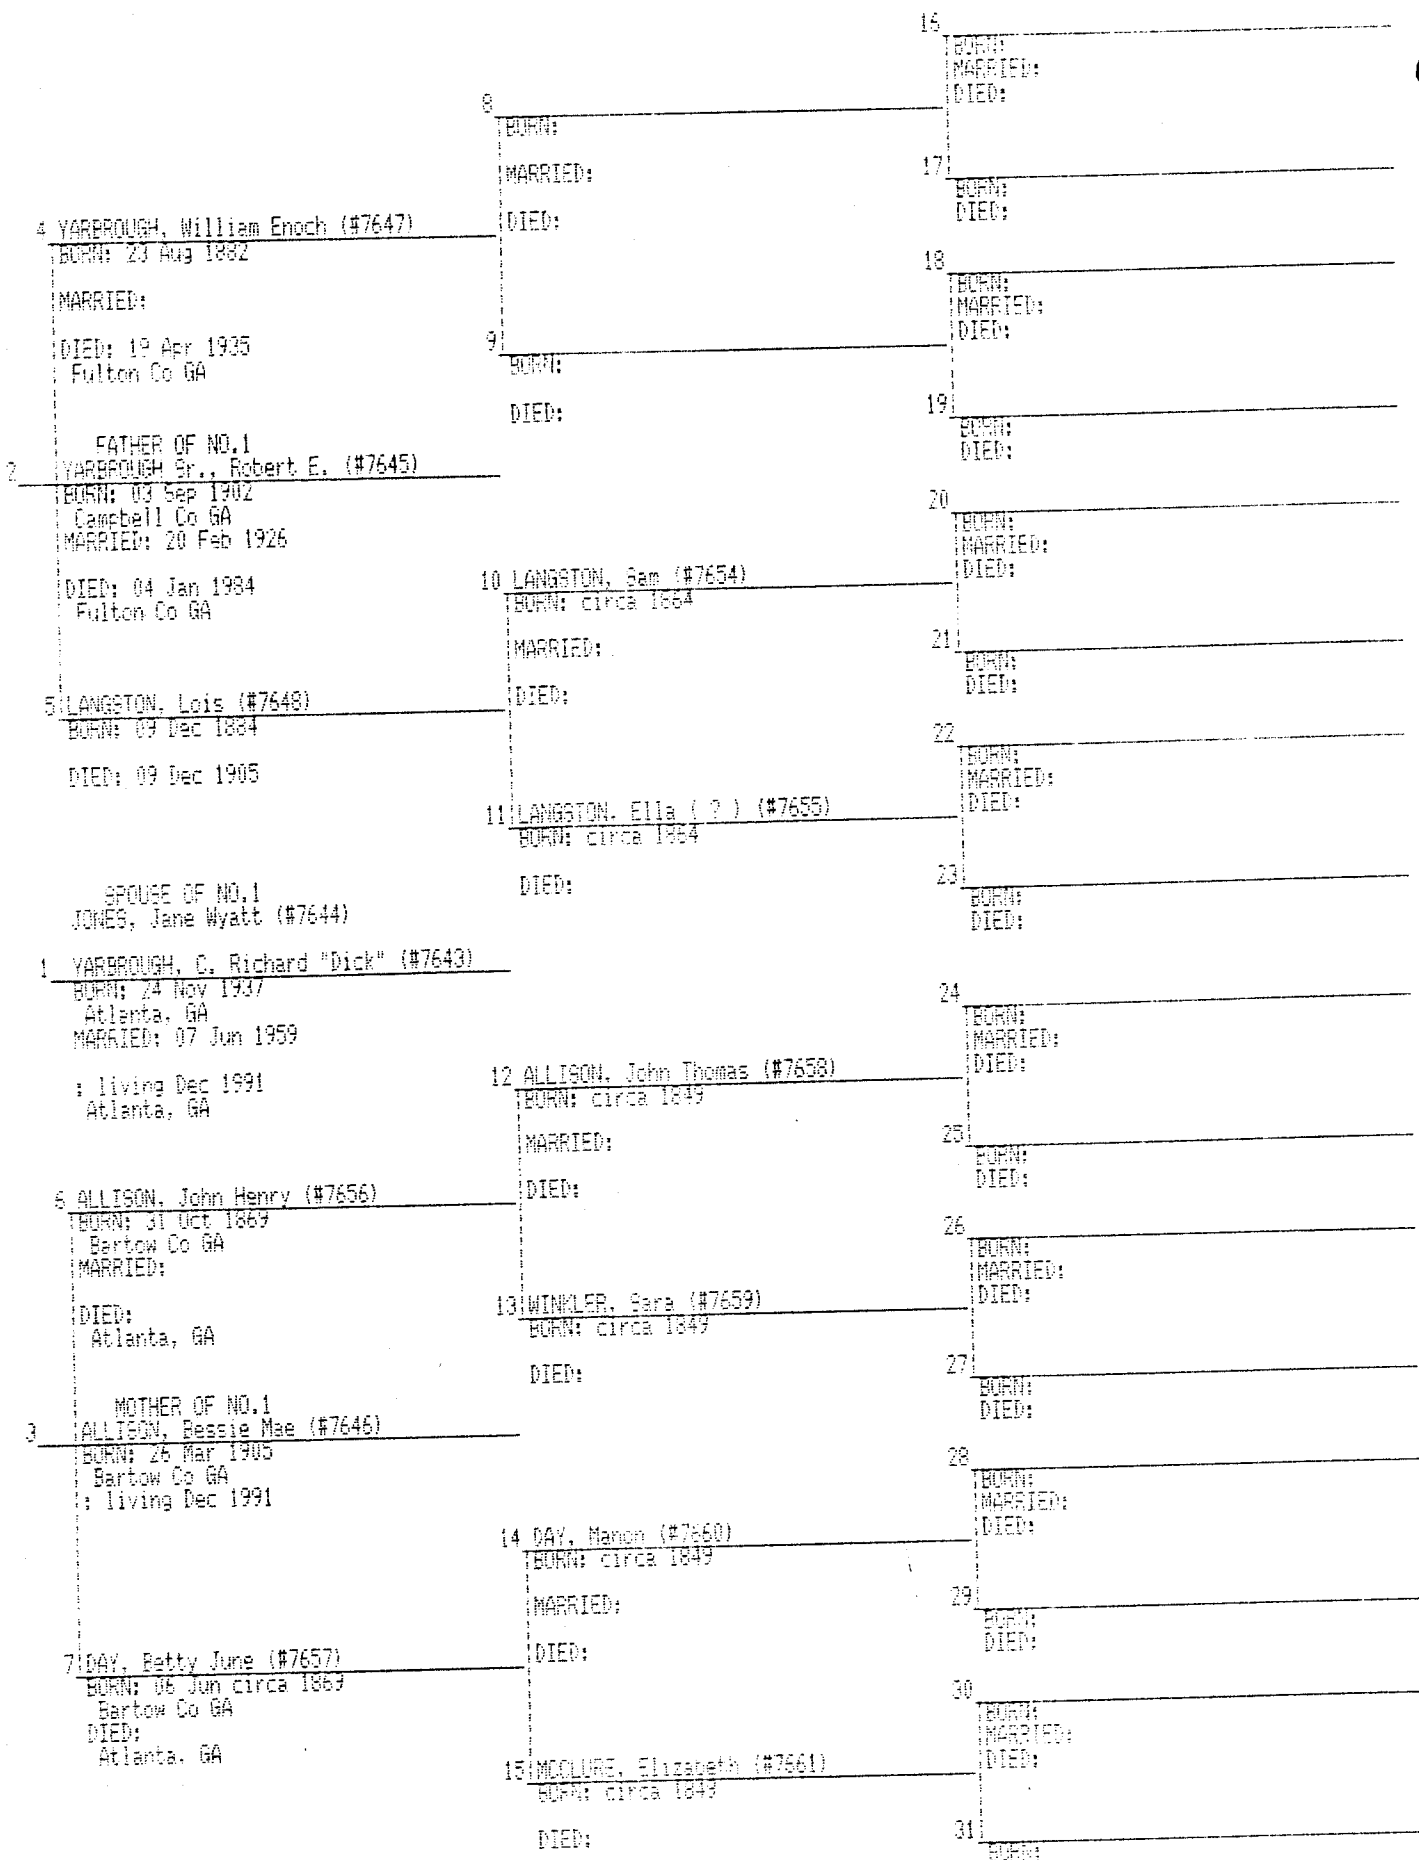 16
BORN:
MARRIED:
DIED:
8
BORN:
MARRIED:
DIED:
17
BORN:
DIED:
4 YARBROUGH, William Enoch (#7647)
BORN: 23 Aug 1882
MARRIED:
DIED: 19 Apr 1935
Fulton Co GA
18
BORN:
MARRIED:
DIED:
9
BORN:
DIED:
19
BORN:
DIED:
FATHER OF NO.1
2 YARBROUGH Sr., Robert E. (#7645)
BORN: 03 Sep 1902
Campbell Co GA
MARRIED: 20 Feb 1926
DIED: 04 Jan 1984
Fulton Co GA
20
BORN:
MARRIED:
DIED:
10 LANGSTON, Sam (#7654)
BORN: circa 1864
MARRIED:
DIED:
21
BORN:
DIED:
5 LANGSTON, Lois (#7648)
BORN: 09 Dec 1884
DIED: 09 Dec 1905
22
BORN:
MARRIED:
DIED:
11 LANGSTON, Ella ( ? ) (#7655)
BORN: circa 1864
DIED:
23
BORN:
DIED:
SPOUSE OF NO.1
JONES, Jane Wyatt (#7644)
1 YARBROUGH, C. Richard "Dick" (#7643)
BORN: 24 Nov 1937
Atlanta, GA
MARRIED: 07 Jun 1959
: living Dec 1991
Atlanta, GA
24
BORN:
MARRIED:
DIED:
12 ALLISON, John Thomas (#7658)
BORN: circa 1849
MARRIED:
DIED:
25
BORN:
DIED:
6 ALLISON, John Henry (#7656)
BORN: 31 Oct 1869
Bartow Co GA
MARRIED:
DIED:
Atlanta, GA
26
BORN:
MARRIED:
DIED:
13 WINKLER, Sara (#7659)
BORN: circa 1849
DIED:
27
BORN:
DIED:
MOTHER OF NO.1
3 ALLISON, Bessie Mae (#7646)
BORN: 26 Mar 1905
Bartow Co GA
: living Dec 1991
28
BORN:
MARRIED:
DIED:
14 DAY, Manon (#7660)
BORN: circa 1849
MARRIED:
DIED:
29
BORN:
DIED:
7 DAY, Betty June (#7657)
BORN: 06 Jun circa 1869
Bartow Co GA
DIED:
Atlanta, GA
30
BORN:
MARRIED:
DIED:
15 MCCLURE, Elizabeth (#7661)
BORN: circa 1849
DIED:
31
BORN: